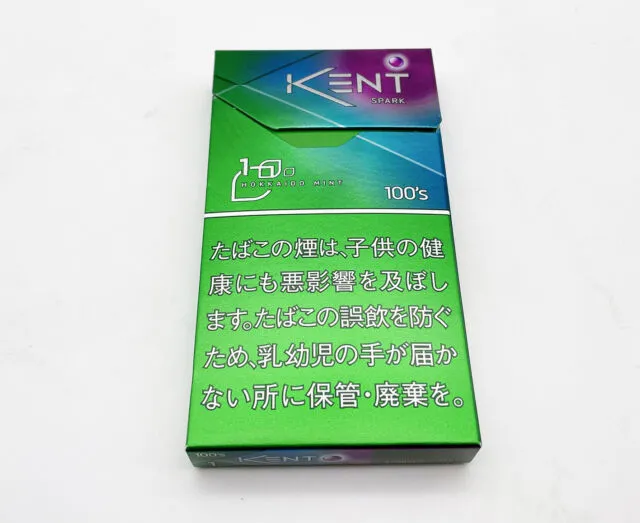 KENT
SPARK
1
HOKKAIDO MINT
100's
たばこの煙は、子供の健
康にも悪影響を及ぼし
ます。たばこの誤飲を防ぐ
ため、乳幼児の手が届か
ない所に保管・廃棄を。
100's
1
KENT